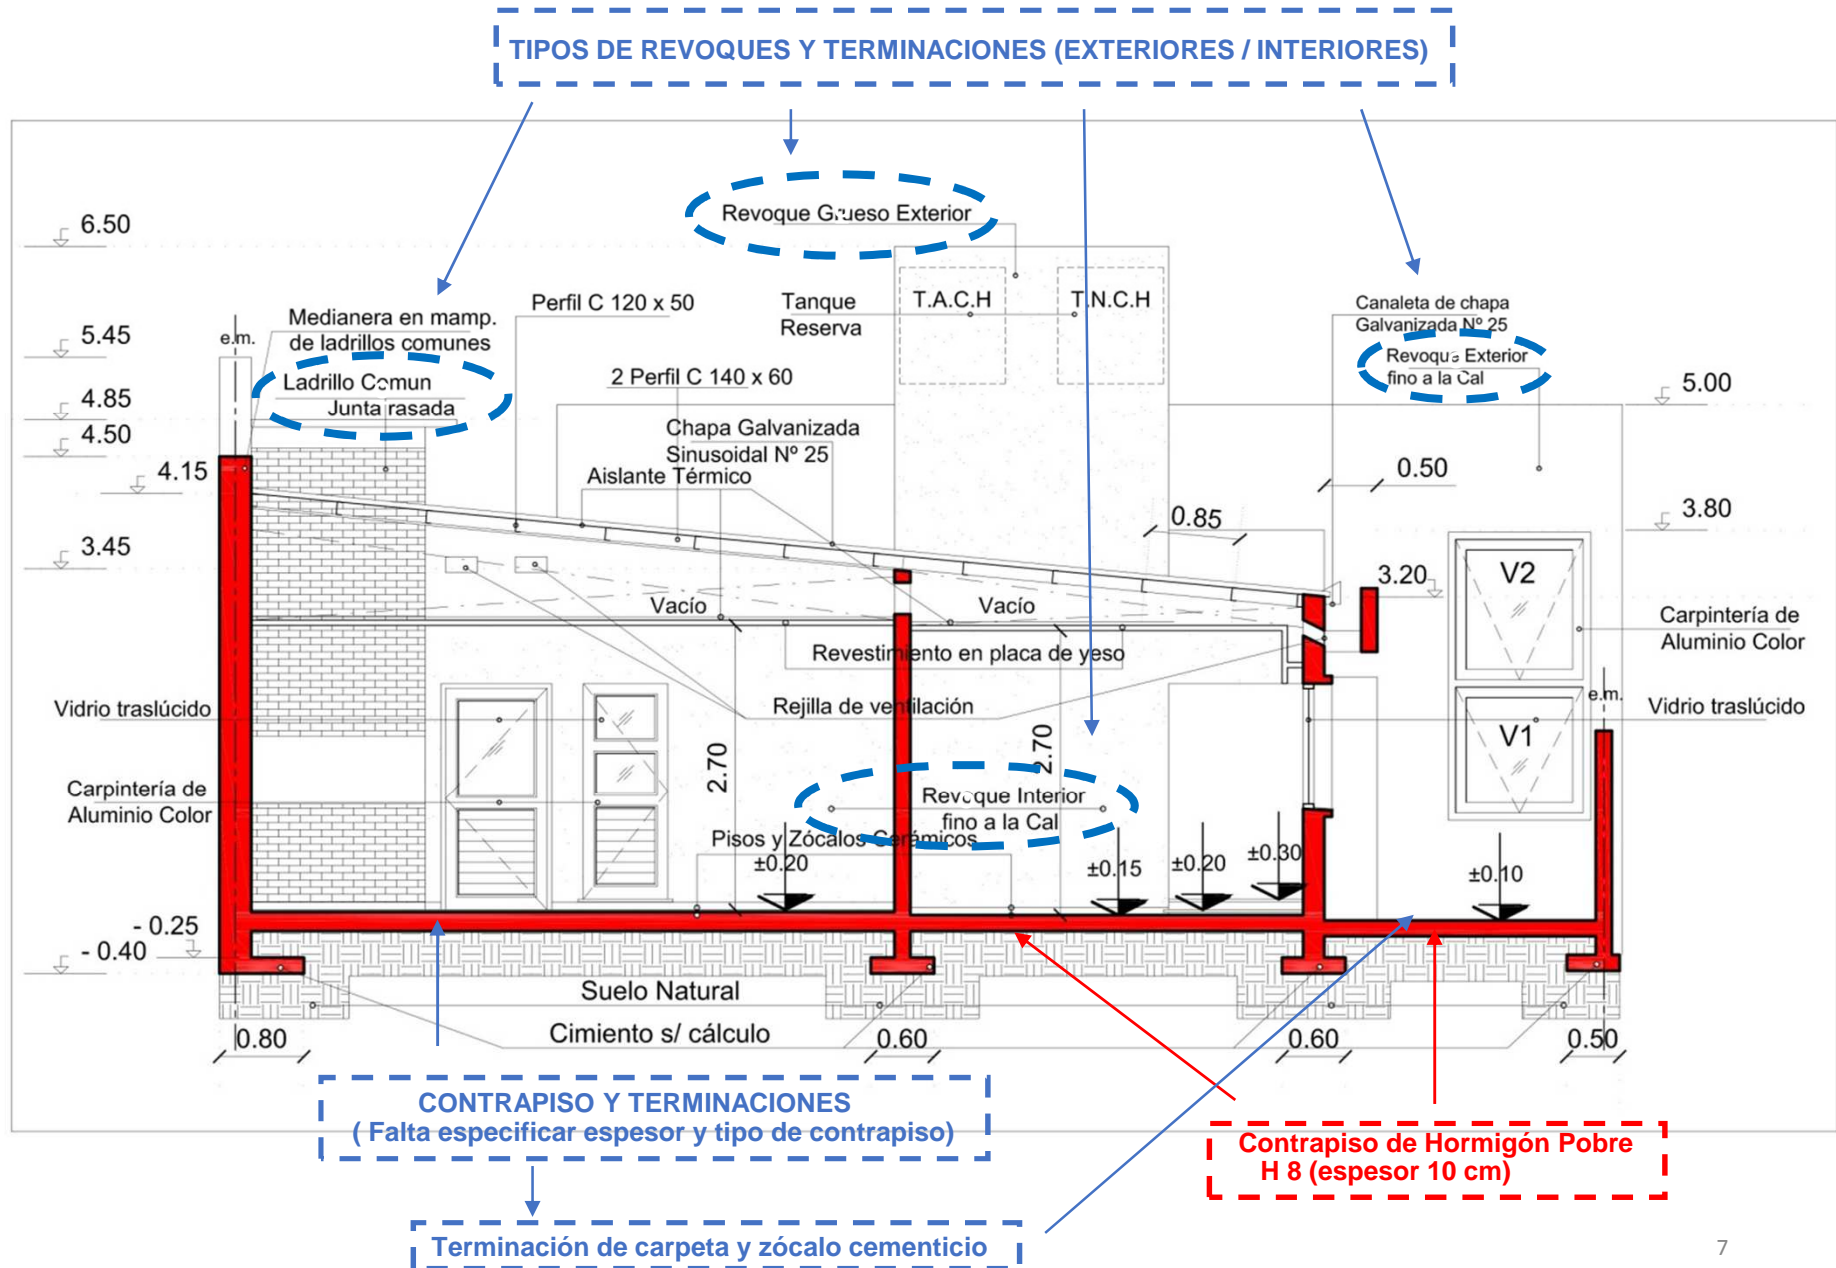 TIPOS DE REVOQUES Y TERMINACIONES (EXTERIORES / INTERIORES)
Revoque Grueso Exterior
6.50
5.45
4.85
4.50
4.15
3.45
e.m.
Medianera en mamp.
de ladrillos comunes
Ladrillo Comun
Junta rasada
Perfil C 120 x 50
2 Perfil C 140 x 60
Chapa Galvanizada
Sinusoidal Nº 25
Aislante Térmico
Tanque
Reserva
T.A.C.H
T.N.C.H
Canaleta de chapa
Galvanizada Nº 25
Revoque Exterior
fino a la Cal
5.00
0.50
3.80
0.85
3.20
V2
Carpintería de
Aluminio Color
e.m.
Vidrio traslúcido
V1
Vacío
Vacío
Revestimiento en placa de yeso
Rejilla de ventilación
Vidrio traslúcido
Carpintería de
Aluminio Color
2.70
2.70
Revoque Interior
fino a la Cal
Pisos y Zócalos Cerámicos
±0.20
±0.15
±0.20
±0.30
±0.10
- 0.25
- 0.40
Suelo Natural
Cimiento s/ cálculo
0.80
0.60
0.60
0.50
CONTRAPISO Y TERMINACIONES
( Falta especificar espesor y tipo de contrapiso)
Contrapiso de Hormigón Pobre
H 8 (espesor 10 cm)
Terminación de carpeta y zócalo cementicio
7